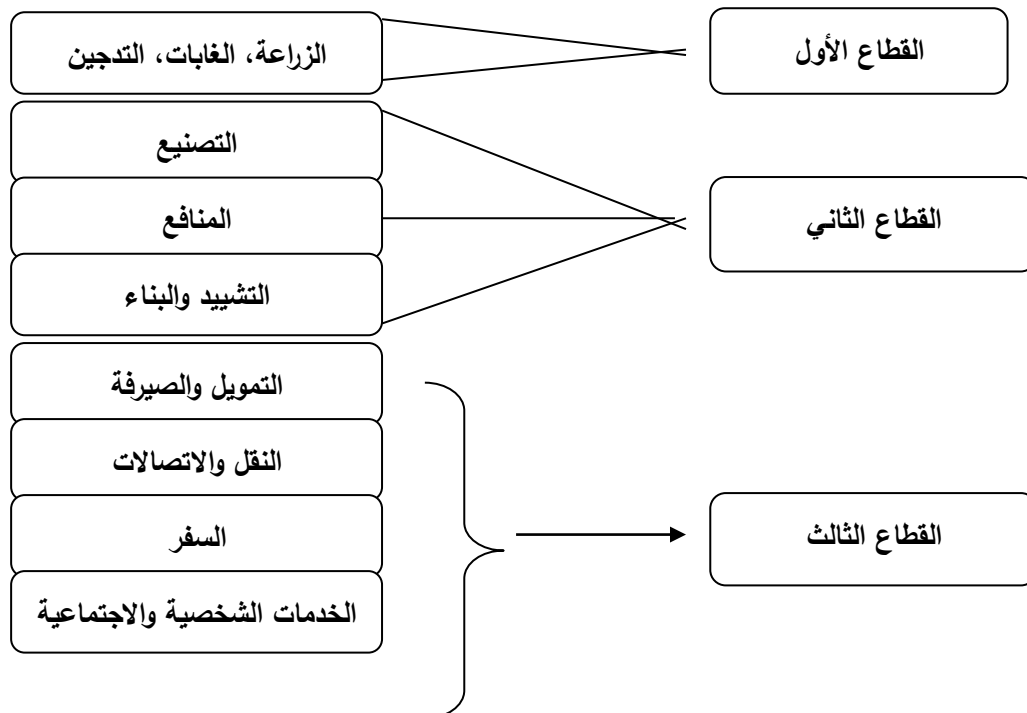 القطاع الأول
الزراعة، الغابات، التدجين
التصنيع
القطاع الثاني
المنافع
التشييد والبناء
التمويل والصيرفة
النقل والاتصالات
القطاع الثالث
السفر
الخدمات الشخصية والاجتماعية